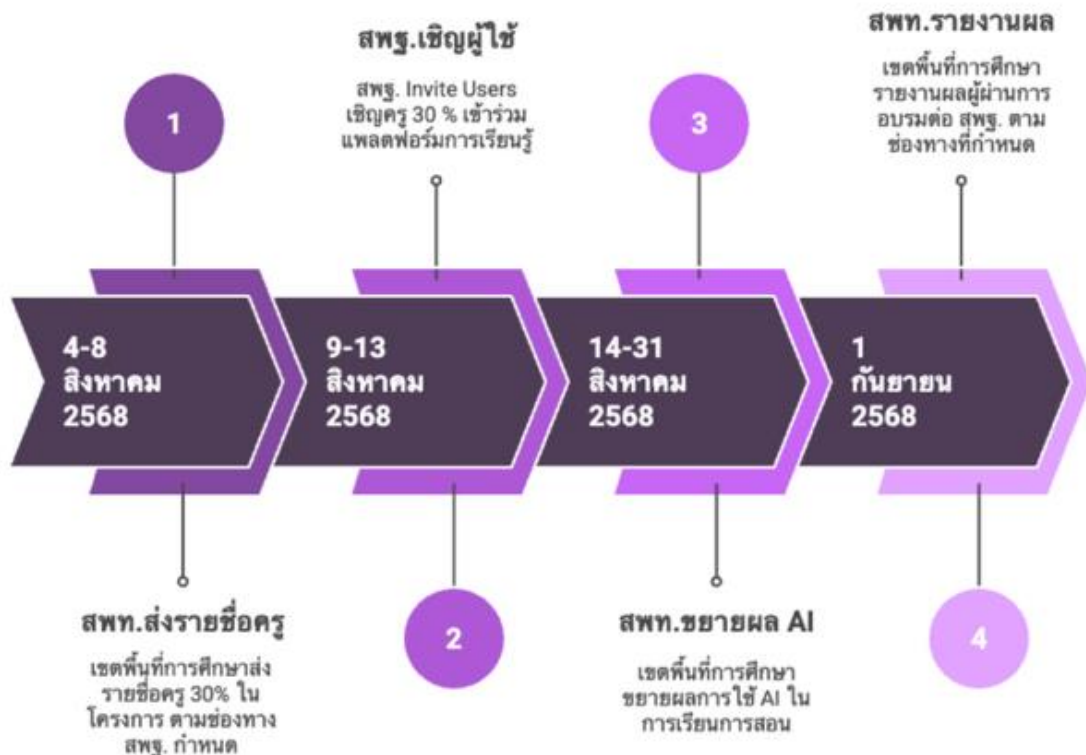 1
4-8
สิงหาคม
2568
สพท.ส่งรายชื่อครู
เขตพื้นที่การศึกษาส่ง
รายชื่อครู 30% ใน
โครงการ ตามช่องทาง
สพฐ. กำหนด
สพฐ.เชิญผู้ใช้
สพฐ. Invite Users
เชิญครู 30 % เข้าร่วม
แพลตฟอร์มการเรียนรู้
9-13
สิงหาคม
2568
2
3
14-31
สิงหาคม
2568
สพท.ขยายผล AI
เขตพื้นที่การศึกษา
ขยายผลการใช้ AI ใน
การเรียนการสอน
สพท.รายงานผล
เขตพื้นที่การศึกษา
รายงานผลผู้ผ่านการ
อบรมต่อ สพฐ. ตาม
ช่องทางที่กำหนด
1
กันยายน
2568
4